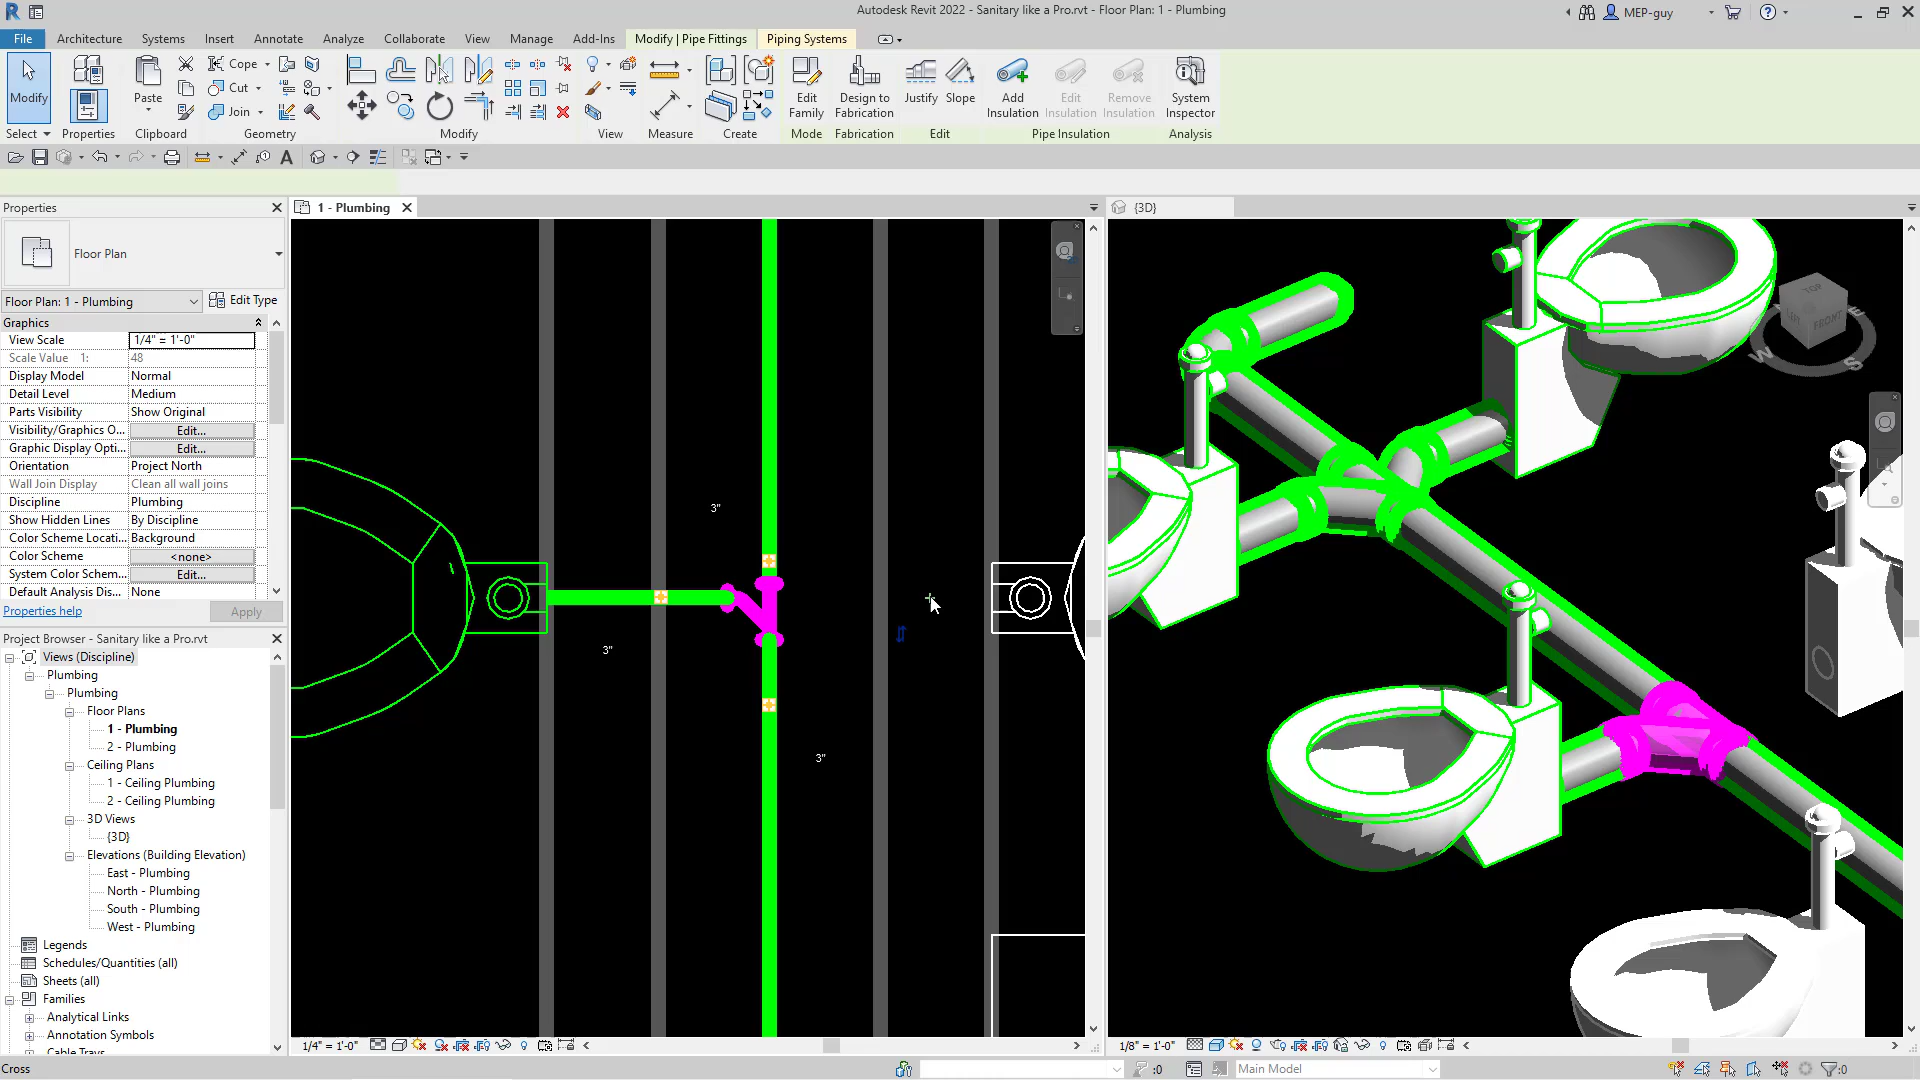 Autodesk Revit 2022 - Sanitary like a Pro.rvt - Floor Plan: 1 - Plumbing
MEP-guy
File Architecture Systems Insert Annotate Analyze Collaborate View Manage Add-Ins Modify | Pipe Fittings Piping Systems
Cope
Cut
Join
Modify
Paste
Edit Family
Design to Fabrication
Justify
Slope
Add Insulation
Edit Insulation
Remove Insulation
System Inspector
Select Properties Clipboard Geometry Modify View Measure Create Mode Fabrication Edit Pipe Insulation Analysis
Properties
1 - Plumbing
{3D}
Floor Plan
Floor Plan: 1 - Plumbing
Edit Type
Graphics
View Scale 1/4" = 1'-0"
Scale Value 1: 48
Display Model Normal
Detail Level Medium
Parts Visibility Show Original
Visibility/Graphics O... Edit...
Graphic Display Opti... Edit...
Orientation Project North
Wall Join Display Clean all wall joins
Discipline Plumbing
Show Hidden Lines By Discipline
Color Scheme Locati... Background
Color Scheme <none>
System Color Schem... Edit...
Default Analysis Dis... None
Properties help Apply
Project Browser - Sanitary like a Pro.rvt
Views (Discipline)
Plumbing
Plumbing
Floor Plans
1 - Plumbing
2 - Plumbing
Ceiling Plans
1 - Ceiling Plumbing
2 - Ceiling Plumbing
3D Views
{3D}
Elevations (Building Elevation)
East - Plumbing
North - Plumbing
South - Plumbing
West - Plumbing
Legends
Schedules/Quantities (all)
Sheets (all)
Families
Analytical Links
Annotation Symbols
Cable Trays
3"
3"
3"
TOP
FRONT
W
S
E
1/4" = 1'-0"
1/8" = 1'-0"
Cross
:0
Main Model
:0